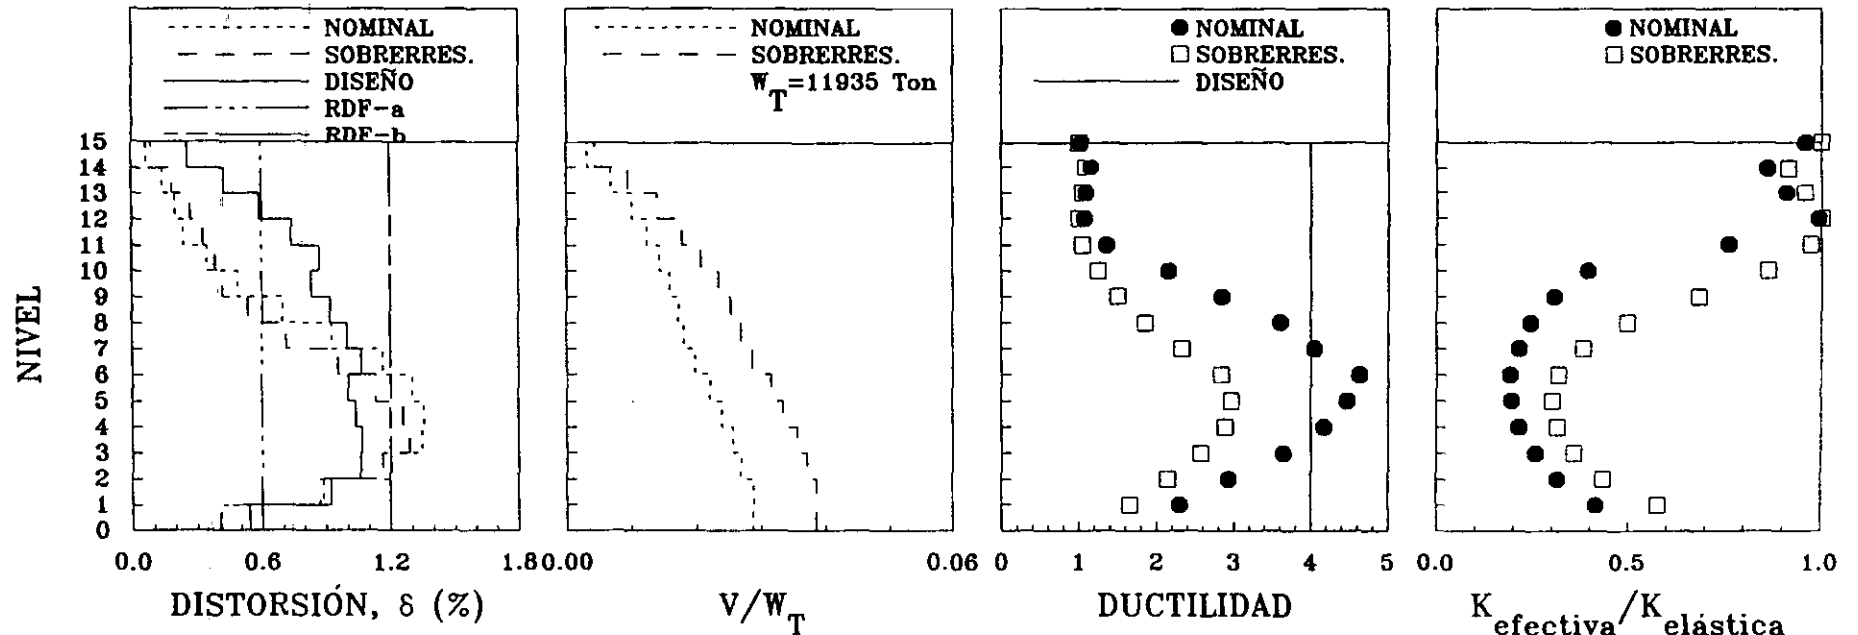 NOMINAL
SOBRERRES.
DISEÑO
RDF-a
RDF-b
NOMINAL
SOBRERRES.
W_T=11935 Ton
NOMINAL
SOBRERRES.
DISEÑO
NOMINAL
SOBRERRES.
NIVEL
15
14
13
12
11
10
9
8
7
6
5
4
3
2
1
0
0.0 0.6 1.2 1.8
0.00 0.06
0 1 2 3 4 5
0.0 0.5 1.0
DISTORSIÓN, δ (%)
V/W_T
DUCTILIDAD
K_efectiva/K_elástica